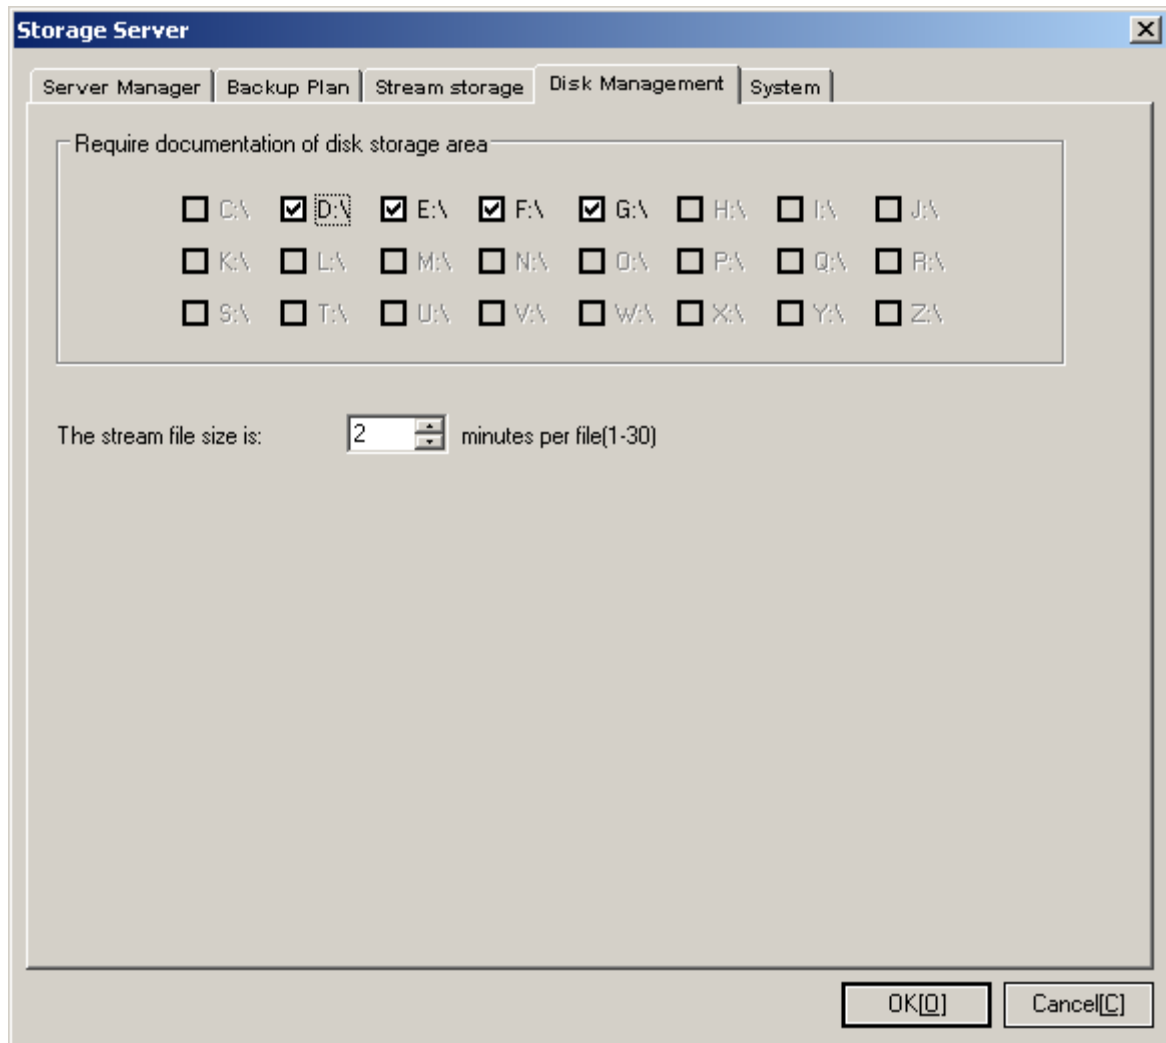 Storage Server
Server Manager Backup Plan Stream storage Disk Management System
Require documentation of disk storage area
C:\ D:\ E:\ F:\ G:\ H:\ I:\ J:\
K:\ L:\ M:\ N:\ O:\ P:\ Q:\ R:\
S:\ T:\ U:\ V:\ W:\ X:\ Y:\ Z:\
The stream file size is: 2 minutes per file(1-30)
OK[O] Cancel[C]